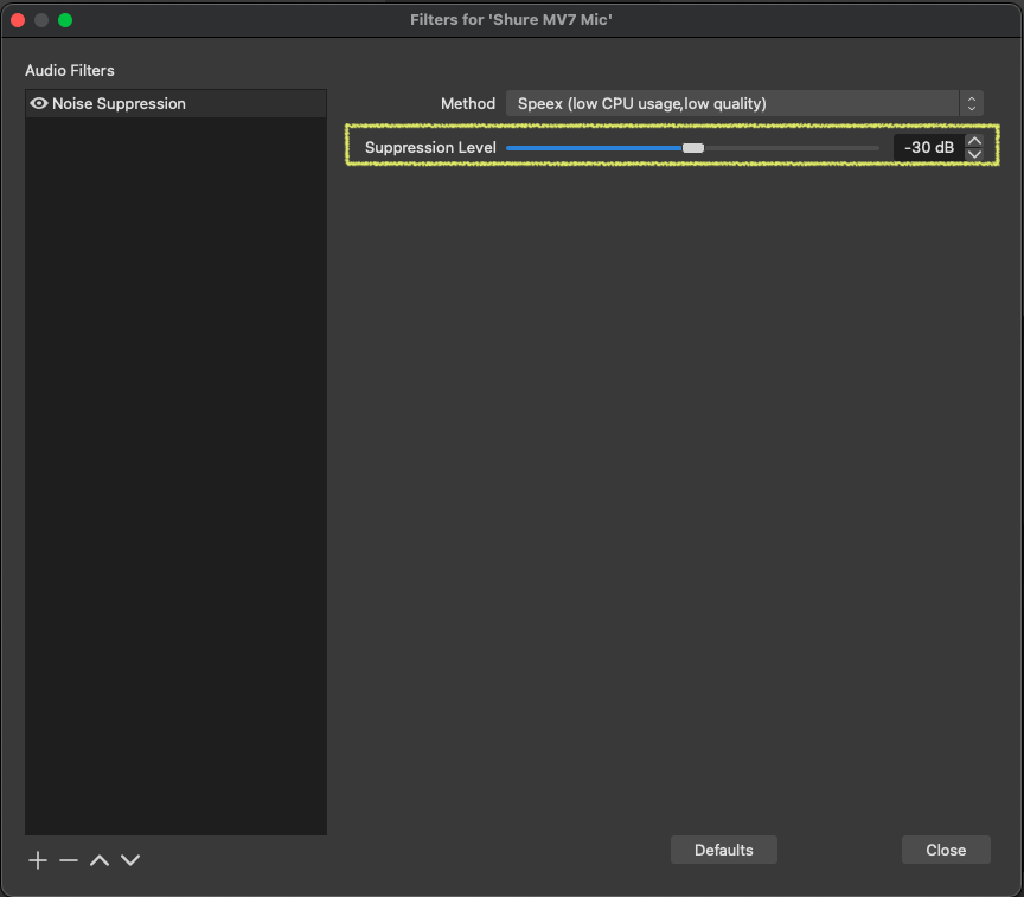 Filters for 'Shure MV7 Mic'
Audio Filters
Noise Suppression
Method Speex (low CPU usage,low quality)
Suppression Level -30 dB
Defaults Close